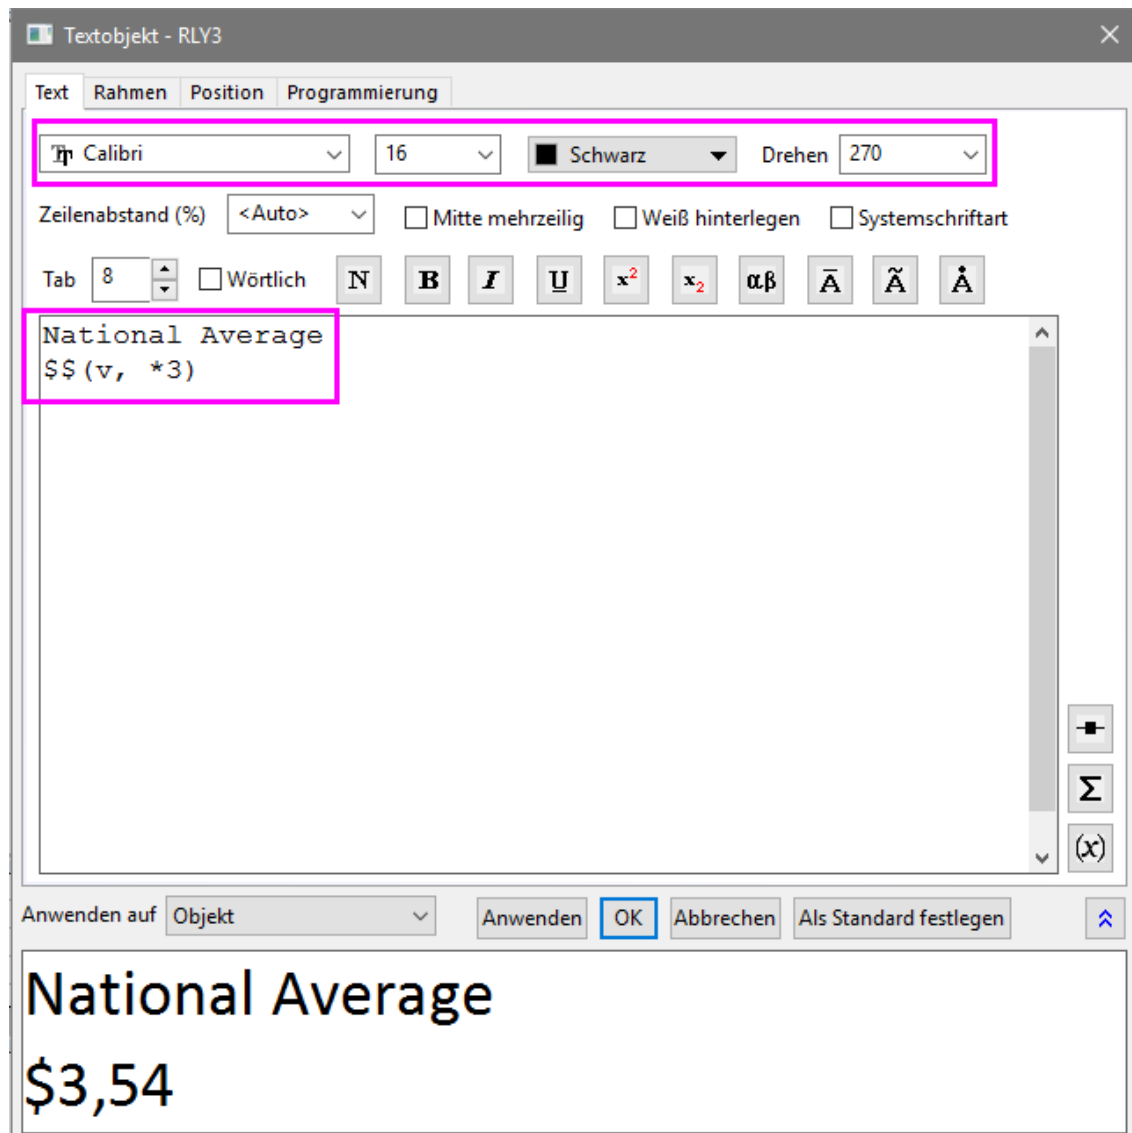 Textobjekt - RLY3
Text Rahmen Position Programmierung
Calibri 16 Schwarz Drehen 270
Zeilenabstand (%) <Auto> Mitte mehrzeilig Weiß hinterlegen Systemschriftart
Tab 8 Wörtlich N B I U x² x₂ αβ Ā Ã Å
National Average
$$(v, *3)
Σ
(x)
Anwenden auf Objekt Anwenden OK Abbrechen Als Standard festlegen
National Average
$3,54